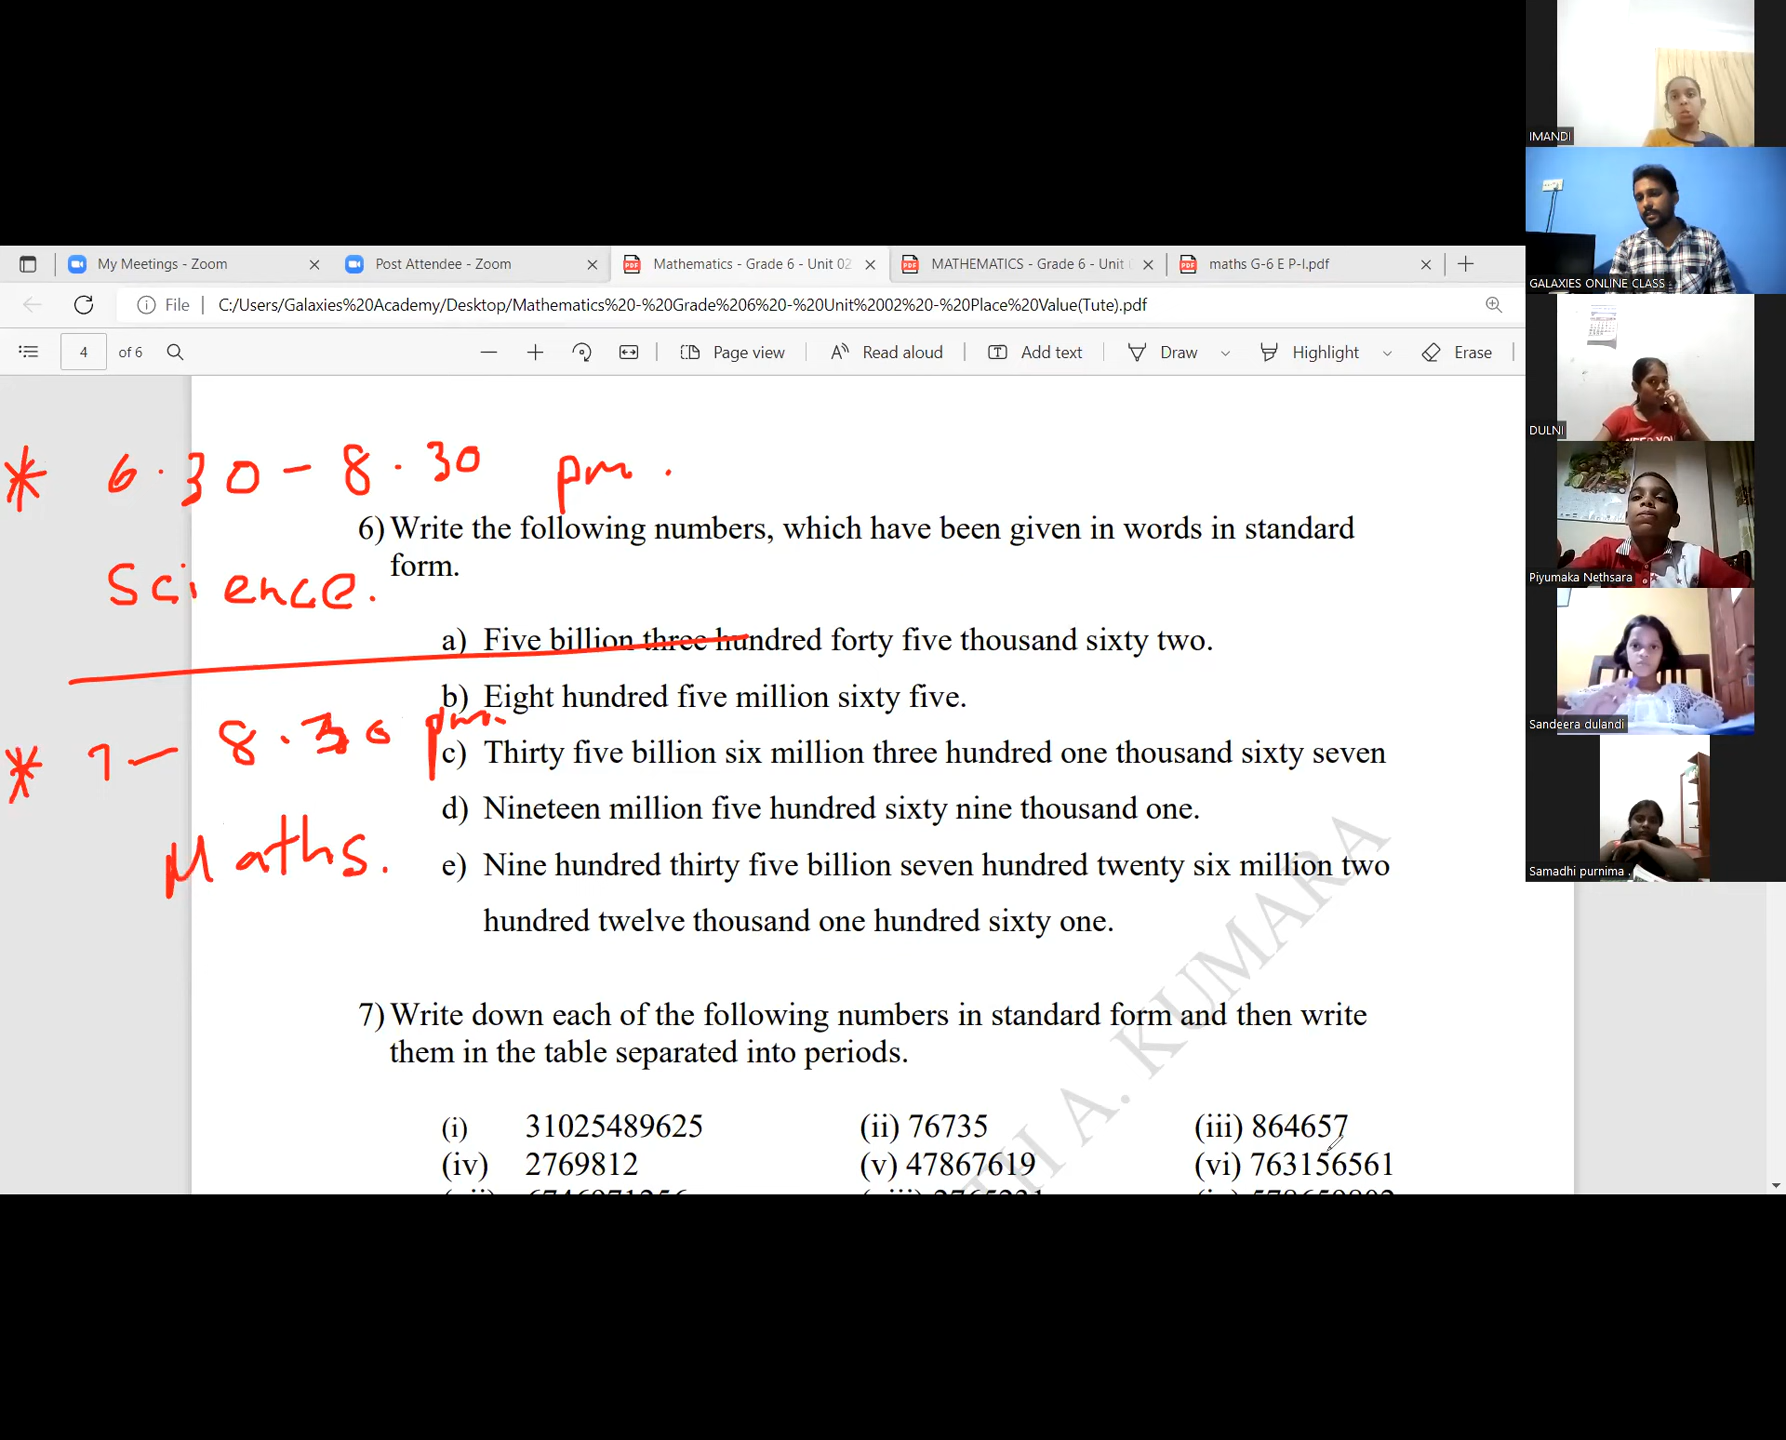 IMANDI
GALAXIES ONLINE CLASS
DULNI
Piyumaka Nethsara
Sandeera dulandi
Samadhi purnima .
My Meetings - Zoom
Post Attendee - Zoom
Mathematics - Grade 6 - Unit 02
MATHEMATICS - Grade 6 - Unit
maths G-6 E P-I.pdf
File C:/Users/Galaxies%20Academy/Desktop/Mathematics%20-%20Grade%206%20-%20Unit%2002%20-%20Place%20Value(Tute).pdf
4 of 6 Page view Read aloud Add text Draw Highlight Erase
* 6.30 - 8.30 pm.
Science.
* 7 - 8.30 pm.
Maths.
6) Write the following numbers, which have been given in words in standard
form.
a) Five billion three hundred forty five thousand sixty two.
b) Eight hundred five million sixty five.
c) Thirty five billion six million three hundred one thousand sixty seven
d) Nineteen million five hundred sixty nine thousand one.
e) Nine hundred thirty five billion seven hundred twenty six million two
hundred twelve thousand one hundred sixty one.
7) Write down each of the following numbers in standard form and then write
them in the table separated into periods.
(i) 31025489625 (ii) 76735 (iii) 864657
(iv) 2769812 (v) 47867619 (vi) 763156561
A. KUMARA